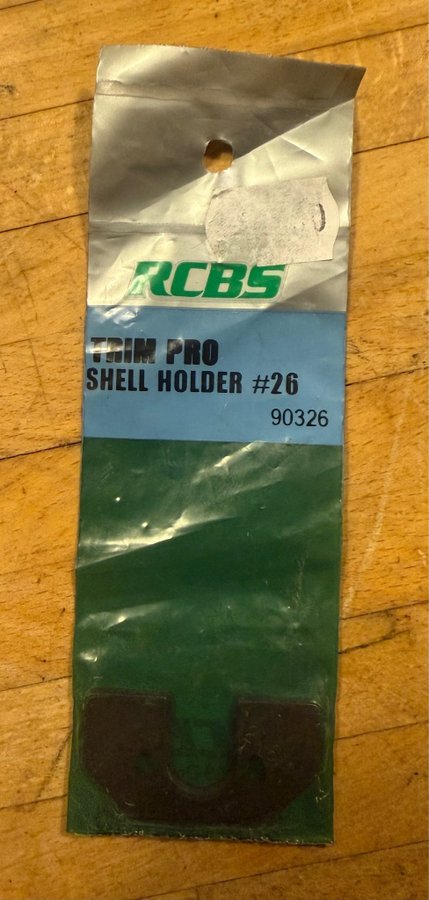 RCBS
TRIM PRO
SHELL HOLDER #26
90326